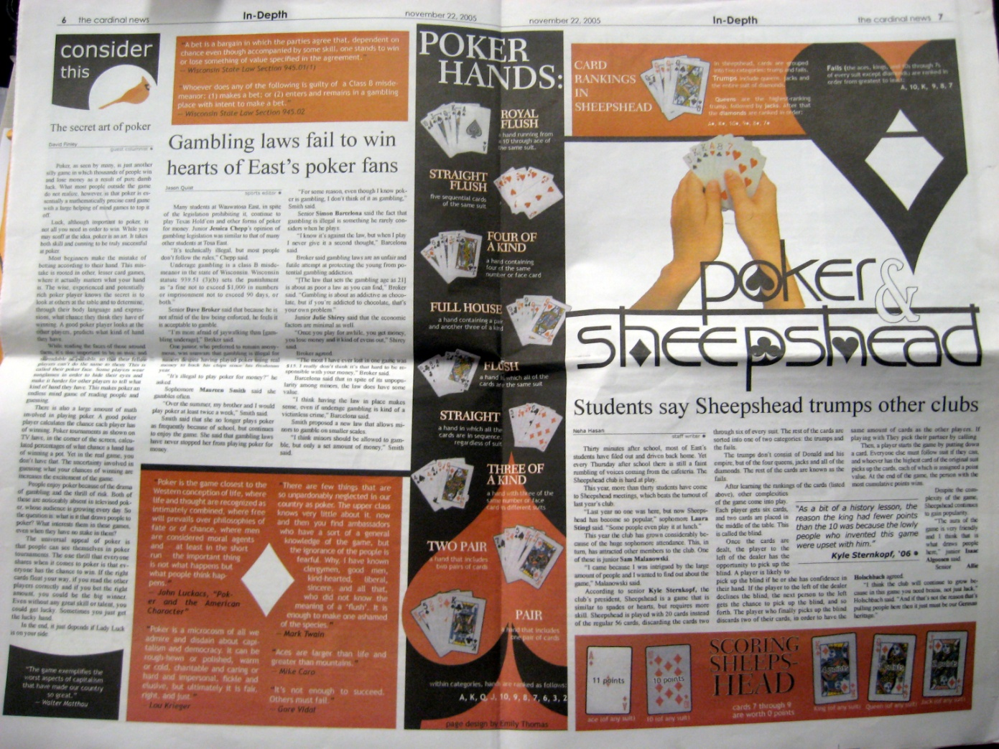 6 the cardinal news
In-Depth
november 22, 2005
consider
this
The secret art of poker
David Finley
guest columnist
Poker, as seen by many, is just another
silly game in which thousands of people win
and lose money as a result of pure dumb
luck. What most people outside the game
do not realize, however, is that poker is es-
sentially a mathematically precise card game
with a large helping of mind games to top it
off.
Luck, although important to poker, is
not all you need in order to win. While you
may scoff at the idea, poker is an art. It takes
both skill and cunning to be truly successful
at poker.
Most beginners make the mistake of
betting according to their hand. This mis-
take is rooted in other, lesser card games,
where it actually matters what your hand
is. The wise, experienced and potentially
rich poker player knows the secret is to
look at others at the table and to determine,
through their body language and expres-
sions, what chance they think they have of
winning. A good poker player looks at the
other players, predicts what kind of hand
they have.
While reading the faces of those around
players can't do the same to them. This is
called their poker face. Some players wear
sunglasses in order to hide their eyes and
make it harder for other players to tell what
kind of hand they have. This makes poker an
endless mind game of reading people and
guessing.
There is also a large amount of math
involved in playing poker. A good poker
player calculates the chance each player has
of winning. Poker tournaments as shown on
TV have, in the corner of the screen, calcu-
lated percentages of what chance a hand has
of winning a pot. Yet in the real game, you
don't have that. The uncertainty involved in
guessing what your chances of winning are
increases the excitement of the game.
People enjoy poker because of the drama
of gambling and the thrill of risk. Both of
these are noticeably absent in televised pok-
er, whose audience is growing every day. So
the question is: what is it that draws people to
poker? What interests them in these games,
even when they have no stake in them?
The universal appeal of poker is
that people can see themselves in poker
tournaments. The one thrill that everyone
shares when it comes to poker is that ev-
eryone has the chance to win. If the right
cards float your way, if you read the other
players correctly and if you bet the right
amount, you could be the big winner.
Even without any great skill or talent, you
could get lucky. Sometimes you just get
the lucky hand.
In the end, it just depends if Lady Luck
is on your side.
"The game exemplifies the
worst aspects of capitalism
that have made our country
so great."
— Walter Matthau
"A bet is a bargain in which the parties agree that, dependent on
chance even though accompanied by some skill, one stands to win
or lose something of value specified in the agreement."
— Wisconsin State Law Section 945.01(1)
"Whoever does any of the following is guilty of a Class B misde-
meanor: (1) makes a bet; or (2) enters and remains in a gambling
place with intent to make a bet."
— Wisconsin State Law Section 945.02
Gambling laws fail to win
hearts of East's poker fans
Jason Quist
sports editor
Many students at Wauwatosa East, in spite
of the legislation prohibiting it, continue to
play Texas Hold'em and other forms of poker
for money. Junior Jessica Chepp's opinion of
gambling legislation was similar to that of many
other students at Tosa East.
"It's technically illegal, but most people
don't follow the rules," Chepp said.
Underage gambling is a class B misde-
meanor in the state of Wisconsin. Wisconsin
statute 939.51 (3)(b) sets the punishment
as "a fine not to exceed $1,000 in numbers
or imprisonment not to exceed 90 days, or
both."
Senior Dave Broker said that because he is
not afraid of the law being enforced, he feels it
is acceptable to gamble.
"I'm more afraid of jaywalking than [gam-
bling underage]," Broker said.
One junior, who preferred to remain anony-
mous, was unaware that gambling is illegal for
minors despite having played poker using real
money to back his chips since his freshman
year.
"It's illegal to play poker for money?" he
asked.
Sophomore Maureen Smith said she
gambles often.
"Over the summer, my brother and I would
play poker at least twice a week," Smith said.
Smith said that she no longer plays poker
as frequently because of school, but continues
to enjoy the game. She said that gambling laws
have never stopped her from playing poker for
money.
"For some reason, even though I know pok-
er is gambling, I don't think of it as gambling,"
Smith said.
Senior Simon Barcelona said the fact that
gambling is illegal is something he rarely con-
siders when he plays.
"I know it's against the law, but when I play
I never give it a second thought," Barcelona
said.
Broker said gambling laws are an unfair and
futile attempt at protecting the young from po-
tential gambling addiction.
"[The law that sets the gambling age as 21]
is about as poor a law as you can find," Broker
said. "Gambling is about as addictive as choco-
late, but if you're addicted to chocolate, that's
your own problem."
Junior Julie Shirey said that the economic
factors are minimal as well.
"Once you play for awhile, you get money,
you lose money and it kind of evens out," Shirey
said.
Broker agreed.
"The most I have ever lost in one game was
$15. I really don't think it's that hard to be re-
sponsible with your money," Broker said.
Barcelona said that in spite of its unpopu-
larity among minors, the law does have some
value.
"I think having the law in place makes
sense, even if underage gambling is kind of a
victimless crime," Barcelona said.
Smith proposed a new law that allows mi-
nors to gamble on smaller scales.
"I think minors should be allowed to gam-
ble, but only a set amount of money," Smith
said.
"Poker is the game closest to the
Western conception of life, where
life and thought are recognized as
intimately combined, where free
will prevails over philosophies of
fate or of chance, where men
are considered moral agents
and - at least in the short
run - the important thing
is not what happens but
what people think hap-
pens."
— John Luckacs, "Pok-
er and the American
Character"
"Poker is a microcosm of all we
admire and disdain about capi-
talism and democracy. It can be
rough-hewn or polished, warm
or cold, charitable and caring or
hard and impersonal, fickle and
elusive, but ultimately it is fair,
right, and just."
— Lou Krieger
"There are few things that are
so unpardonably neglected in our
country as poker. The upper class
knows very little about it. now
and then you find ambassadors
who have a sort of a general
knowledge of the game, but
the ignorance of the people is
fearful. Why, I have known
clergymen, good men,
kind-hearted, liberal,
sincere, and all that,
who did not know the
meaning of a 'flush'. It is
enough to make one ashamed
of the species."
— Mark Twain
"Aces are larger than life and
greater than mountains."
— Mike Caro
"It's not enough to succeed.
Others must fail."
— Gore Vidal
POKER
HANDS:
ROYAL
FLUSH
a hand running from
a 10 through ace of
the same suit.
STRAIGHT
FLUSH
five sequential cards
of the same suit
FOUR OF
A KIND
a hand containing
four of the same
number or face card
FULL HOUSE
a hand containing a pair
and another three of a kind
FLUSH
a hand in which all of the
cards are the same suit
STRAIGHT
a hand in which all the
cards are in sequence,
regardless of suit
THREE OF
A KIND
a hand with three of the
same number or face
card in different suits
TWO PAIR
a hand that includes
two pairs of cards
PAIR
a hand that includes
one pair of cards
within categories, hands are ranked as follows:
A, K, Q, J, 10, 9, 8, 7, 6, 3, 2
page design by Emily Thomas
november 22, 2005
In-Depth
the cardinal news 7
CARD
RANKINGS
IN
SHEEPSHEAD
In sheepshead, cards are grouped
into two categories: trump and fails.
Trumps include queens, jacks and
the entire suit of diamonds.
Queens are the highest-ranking
trump, followed by jacks. After that
the diamonds are ranked in order:
A♦, K♦, 10♦, 9♦, 8♦, 7♦
Fails (the aces, kings, and 10s through 7s
of every suit except diamonds) are ranked in
order from greatest to least:
A, 10, K, 9, 8, 7
poker &
sheepshead
Students say Sheepshead trumps other clubs
Neha Hasan
staff writer
Thirty minutes after school, most of East's
students have filed out and driven back home. Yet
every Thursday after school there is still a faint
rumbling of voices coming from the cafeteria. The
Sheepshead club is hard at play.
This year, more than thirty students have come
to Sheepshead meetings, which beats the turnout of
last year's club.
"Last year no one was here, but now Sheeps-
head has become so popular," sophomore Laura
Stingl said. "Some people even play it at lunch."
This year the club has grown considerably be-
cause of the huge sophomore attendance. This, in
turn, has attracted other members to the club. One
of these is junior Sam Malanowski.
"I came because I was intrigued by the large
amount of people and I wanted to find out about the
game," Malanowski said.
According to senior Kyle Sternkopf, the
club's president, Sheepshead is a game that is
similar to spades or hearts, but requires more
skill. Sheepshead is played with 20 cards instead
of the regular 56 cards, discarding the cards two
through six of every suit. The rest of the cards are
sorted into one of two categories: the trumps and
the fails.
The trumps don't consist of Donald and his
empire, but of the four queens, jacks and all of the
diamonds. The rest of the cards are known as the
fails.
After learning the rankings of the cards (listed
above), other complexities
of the game come into play.
Each player gets six cards,
and two cards are placed in
the middle of the table. This
is called the blind.
Once the cards are
dealt, the player to the
left of the dealer has the
opportunity to pick up the
blind. A player is likely to
pick up the blind if he or she has confidence in
their hand. If the player to the left of the dealer
declines the blind, the next person to the left
gets the chance to pick up the blind, and so
forth. The player who finally picks up the blind
discards two of their cards, in order to have the
same amount of cards as the other players. If
playing with They pick their partner by calling.
Then, a player starts the game by putting down
a card. Everyone else must follow suit if they can,
and whoever has the highest card of the original suit
picks up the cards, each of which is assigned a point
value. At the end of the game, the person with the
most cumulative points wins.
Despite the com-
plexity of the game,
Sheepshead continues
to gain popularity.
game is very friendly
and I think that is
what draws people
here," junior Isaac
Algozsen said.
Senior Allie
Holschbach agreed.
"I think the club will continue to grow be-
Holschbach said. "And if that's not the reason that's
pulling people here then it just must be our German
heritage."
"As a bit of a history lesson, the
reason the king had fewer points
than the 10 was because the lowly
people who invented this game
were upset with him."
Kyle Sternkopf, '06
SCORING
SHEEPS-
HEAD
cards 7 through 9
are worth 0 points
11 points
ace (of any suit)
10 points
10 (of any suit)
4 points
King (of any suit)
points
Queen (of any suit)
points
Jack (of any suit)